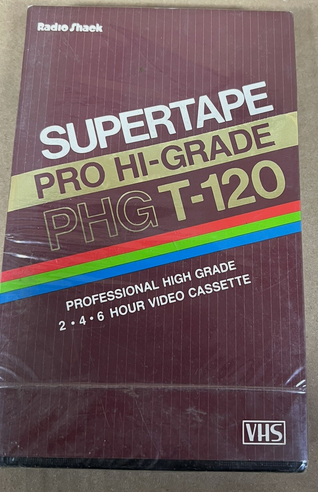 Radio Shack
SUPERTAPE
PRO HI-GRADE
PHG T-120
PROFESSIONAL HIGH GRADE
2 • 4 • 6 HOUR VIDEO CASSETTE
VHS